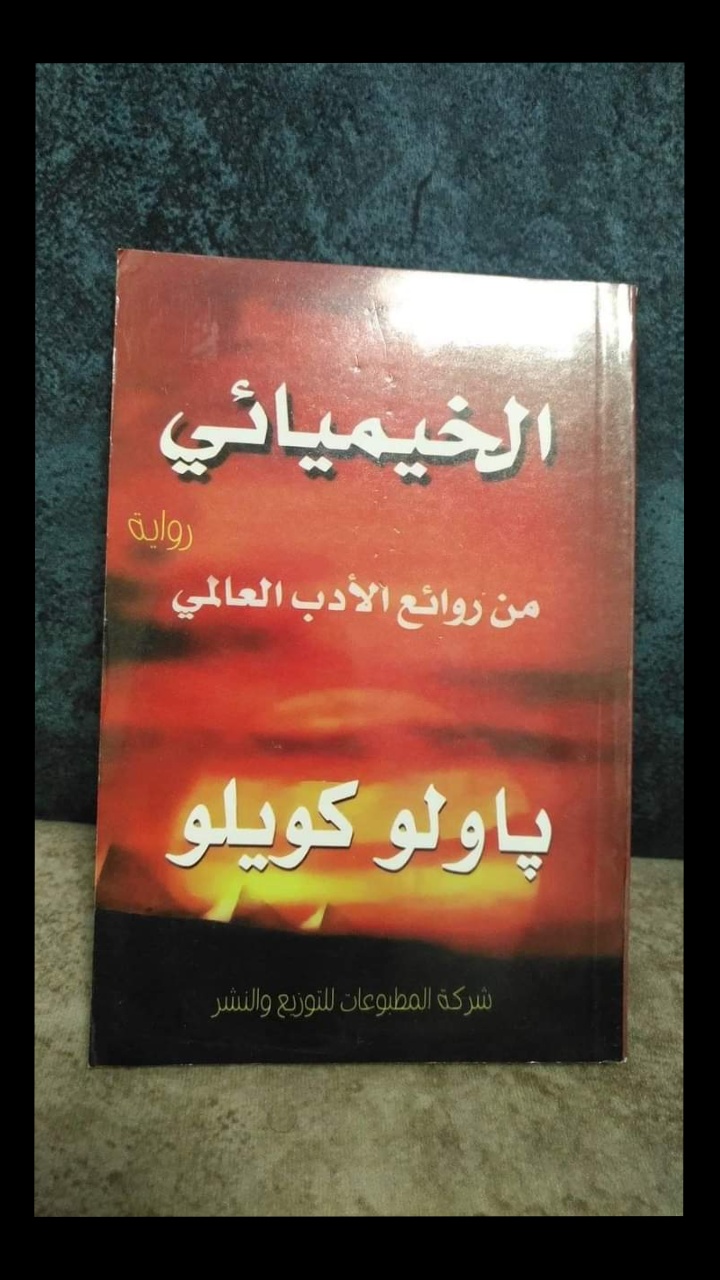 الخيميائي
رواية
من روائع الأدب العالمي
پاولو كويلو
شركة المطبوعات للتوزيع والنشر